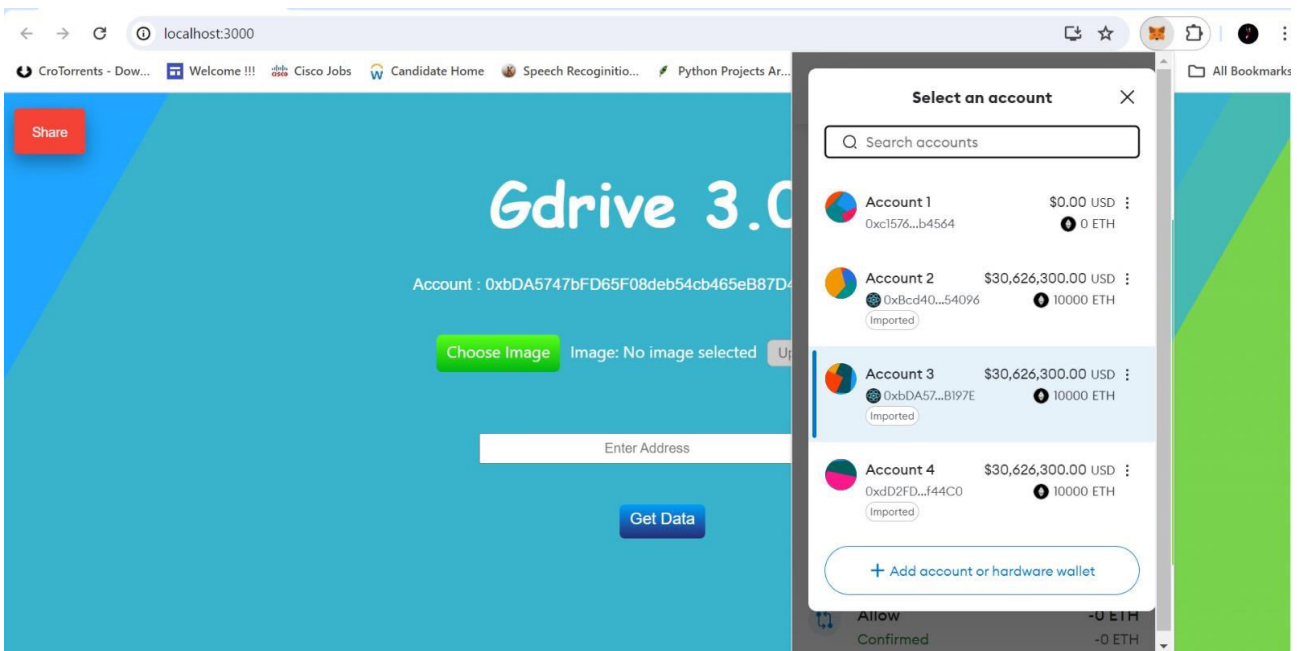 localhost:3000
CroTorrents - Dow... Welcome !!! Cisco Jobs Candidate Home Speech Recoginitio... Python Projects Ar... All Bookmarks
Share
Gdrive 3.0
Account : 0xbDA5747bFD65F08deb54cb465eB87D4
Choose Image Image: No image selected Up
Enter Address
Get Data
Select an account
Search accounts
Account 1 $0.00 USD
0xc1576...b4564 0 ETH
Account 2 $30,626,300.00 USD
0xBcd40...54096 10000 ETH
Imported
Account 3 $30,626,300.00 USD
0xbDA57...B197E 10000 ETH
Imported
Account 4 $30,626,300.00 USD
0xdD2FD...f44C0 10000 ETH
Imported
+ Add account or hardware wallet
Allow -0 ETH
Confirmed -0 ETH